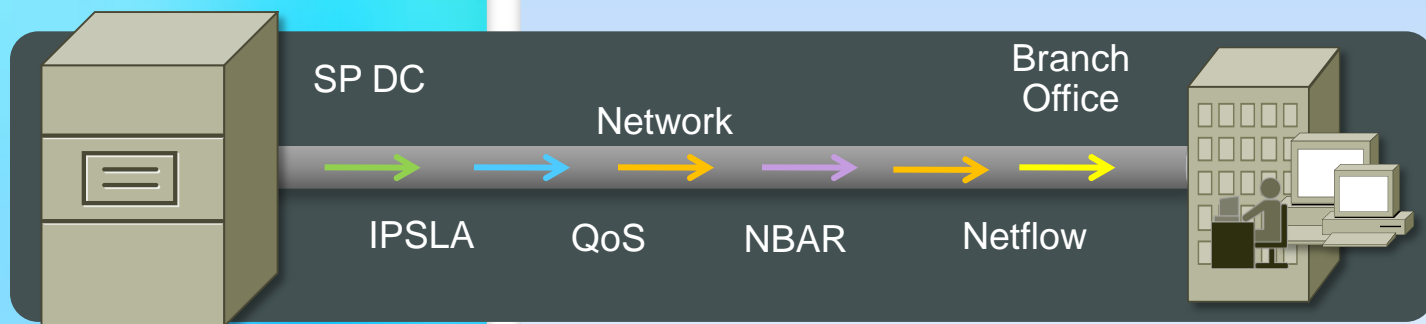 SP DC
Network
Branch
Office
IPSLA
QoS
NBAR
Netflow